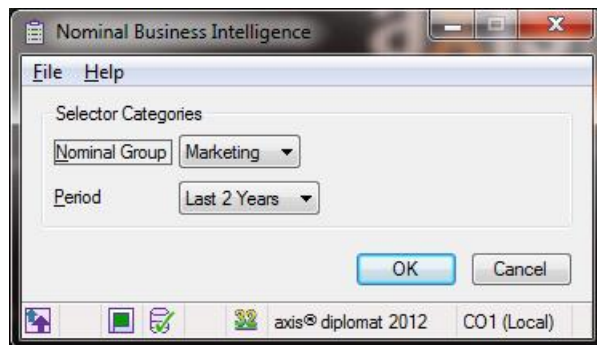 Nominal Business Intelligence
File Help
Selector Categories
Nominal Group Marketing
Period Last 2 Years
OK Cancel
axis® diplomat 2012 CO1 (Local)